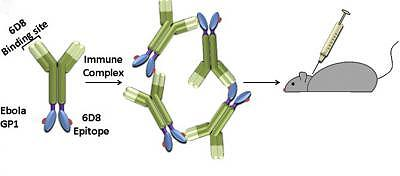 6D8
Binding site
Immune
Complex
Ebola
GP1
6D8
Epitope